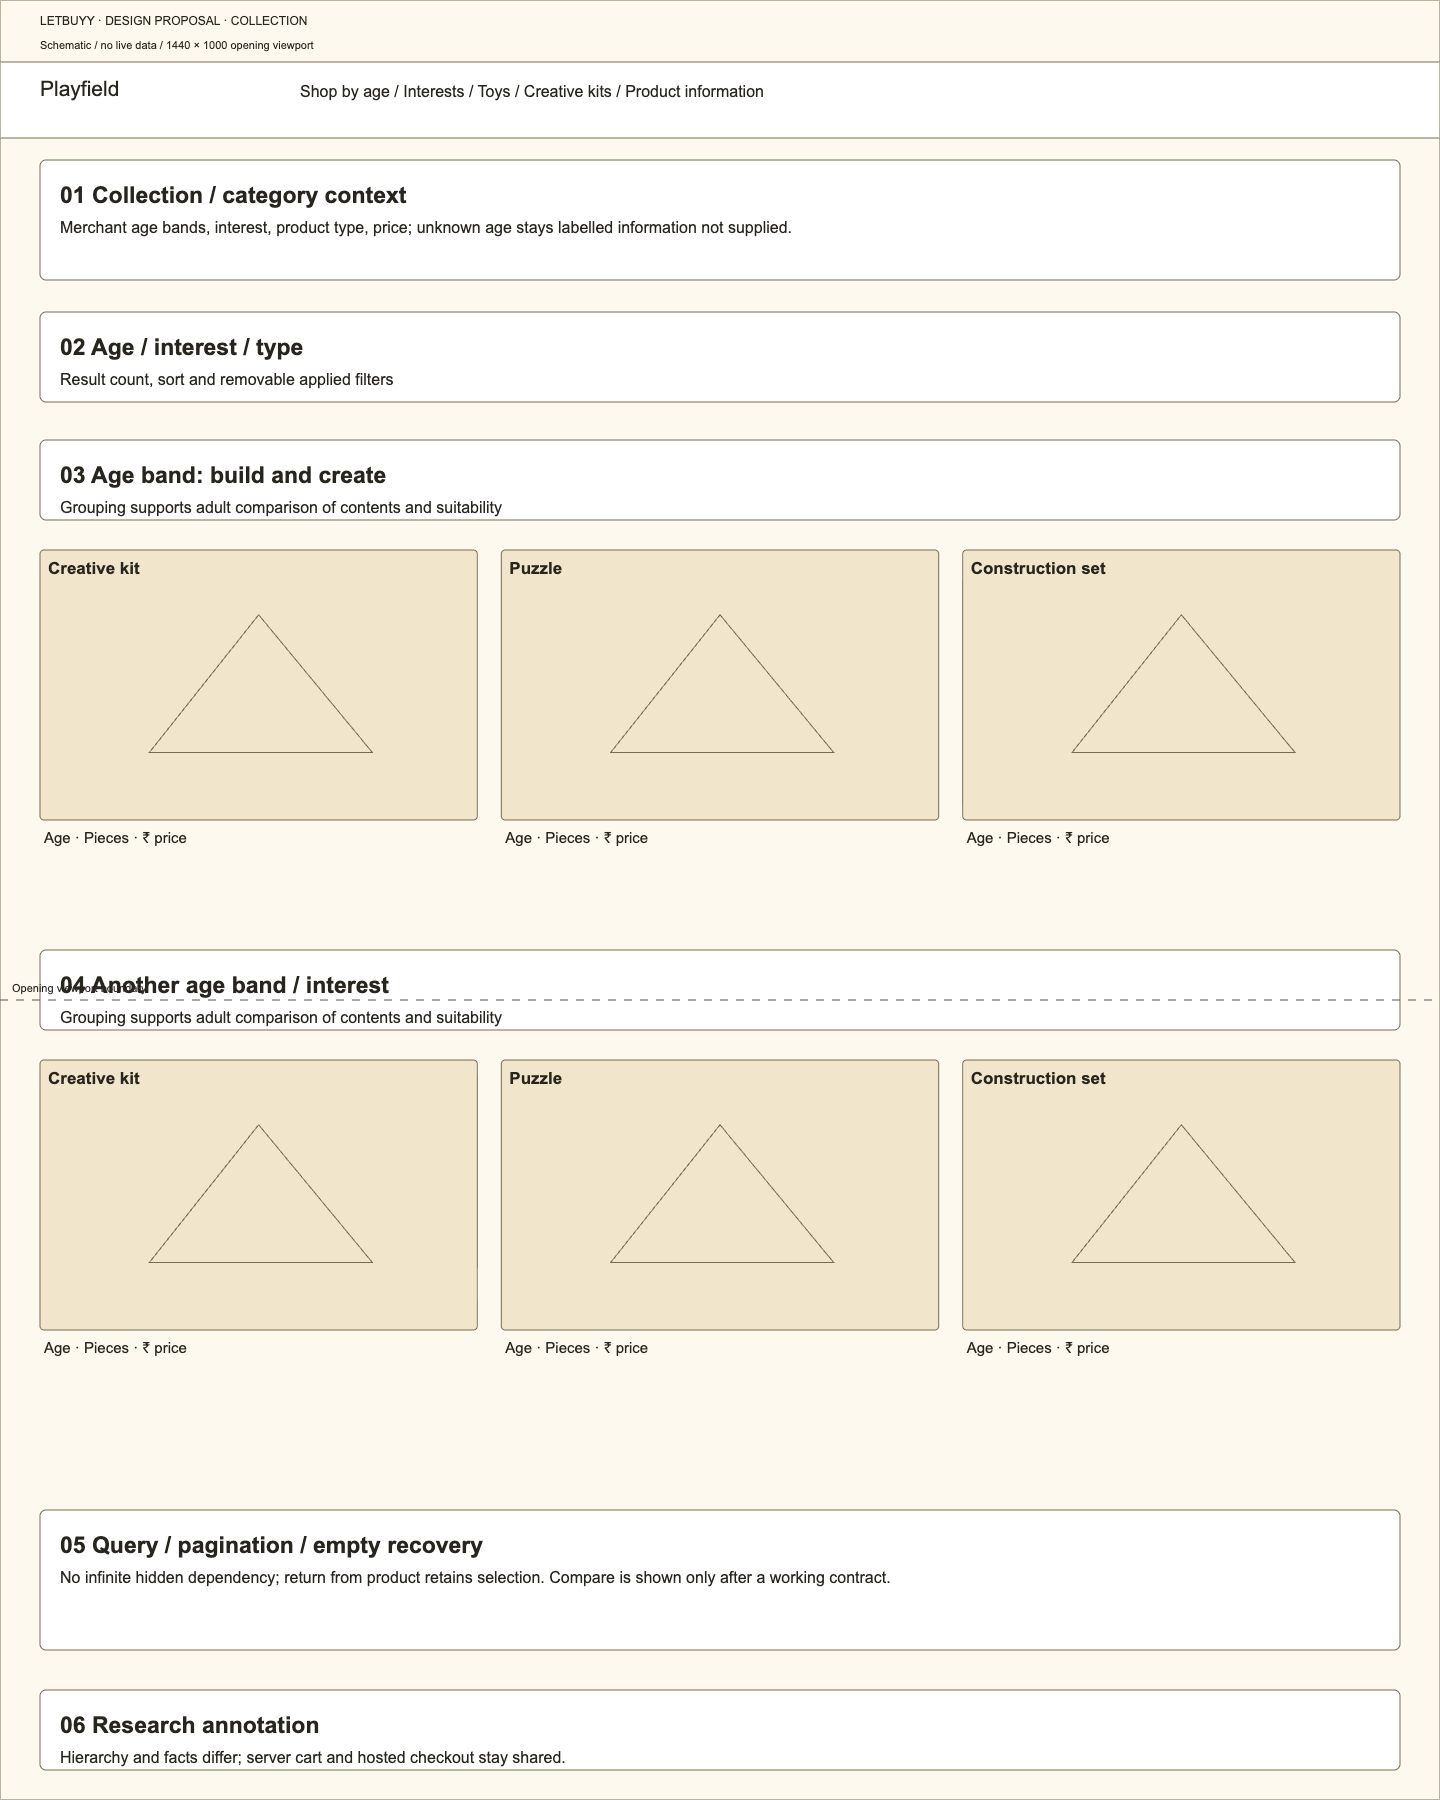 LETBUYY · DESIGN PROPOSAL · COLLECTION
Schematic / no live data / 1440 × 1000 opening viewport
Playfield
Shop by age / Interests / Toys / Creative kits / Product information
01 Collection / category context
Merchant age bands, interest, product type, price; unknown age stays labelled information not supplied.
02 Age / interest / type
Result count, sort and removable applied filters
03 Age band: build and create
Grouping supports adult comparison of contents and suitability
Creive kit
Puzzle
Construction set
Age · Pieces · ₹ price
Age · Pieces · ₹ price
Age · Pieces · ₹ price
04 Another age band / interest
Opening viewport boundary
Grouping supports adult comparison of contents and suitability
Creative kit
Puzzle
Construction set
Age · Pieces · ₹ price
Age · Pieces · ₹ price
Age · Pieces · ₹ price
05 Query / pagination / empty recovery
No infinite hidden dependency; return from product retains selection. Compare is shown only after a working contract.
06 Research annotation
Hierarchy and facts differ; server cart and hosted checkout stay shared.